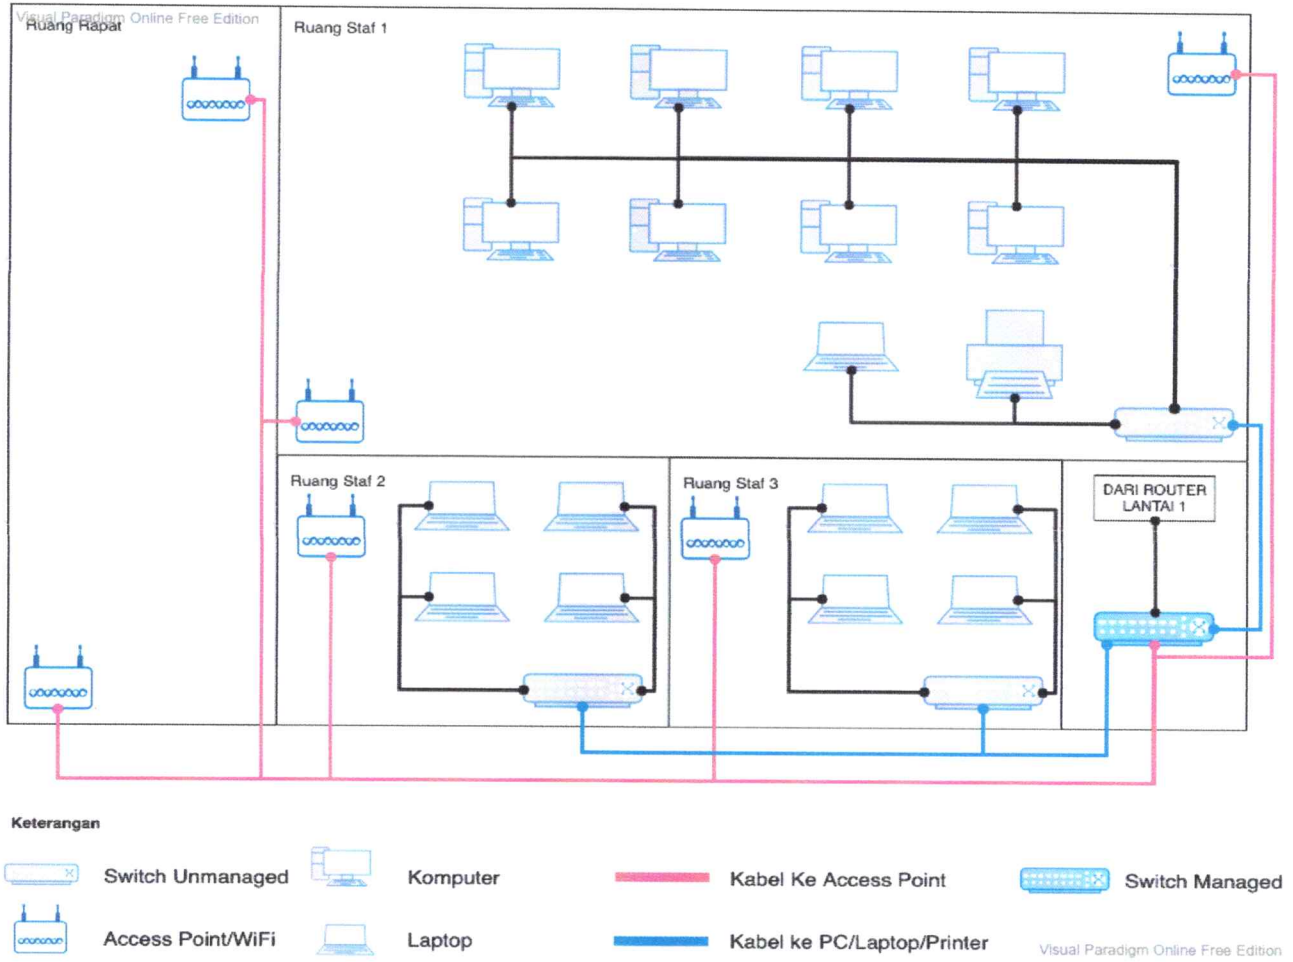 Visual Paradigm Online Free Edition
Ruang Rapat
Ruang Staf 1
Ruang Staf 2
Ruang Staf 3
DARI ROUTER
LANTAI 1
Keterangan
Switch Unmanaged
Komputer
Kabel Ke Access Point
Switch Managed
Access Point/WiFi
Laptop
Kabel ke PC/Laptop/Printer
Visual Paradigm Online Free Edition